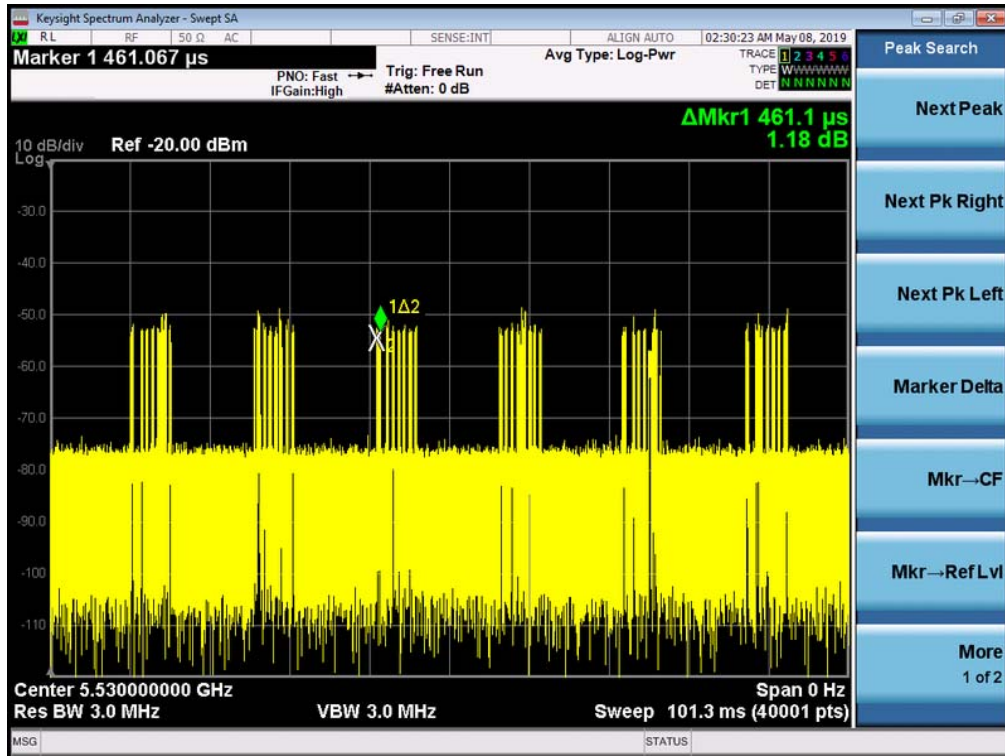 Keysight Spectrum Analyzer - Swept SA
LXI RL RF 50 Ω AC SENSE:INT ALIGN AUTO 02:30:23 AM May 08, 2019
Marker 1 461.067 µs
PNO: Fast
IFGain:High
Trig: Free Run
#Atten: 0 dB
Avg Type: Log-Pwr
TRACE 1 2 3 4 5 6
TYPE WWWWWW
DET N N N N N N
ΔMkr1 461.1 µs
1.18 dB
10 dB/div Ref -20.00 dBm
Log
-30.0
-40.0
-50.0
-60.0
-70.0
-80.0
-90.0
-100
-110
1Δ2
Center 5.530000000 GHz Span 0 Hz
Res BW 3.0 MHz VBW 3.0 MHz Sweep 101.3 ms (40001 pts)
MSG STATUS
Peak Search
Next Peak
Next Pk Right
Next Pk Left
Marker Delta
Mkr→CF
Mkr→Ref Lvl
More
1 of 2